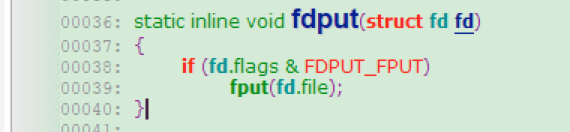 00036: static inline void fdput(struct fd fd)
00037: {
00038: if (fd.flags & FDPUT_FPUT)
00039: fput(fd.file);
00040: }
00041: